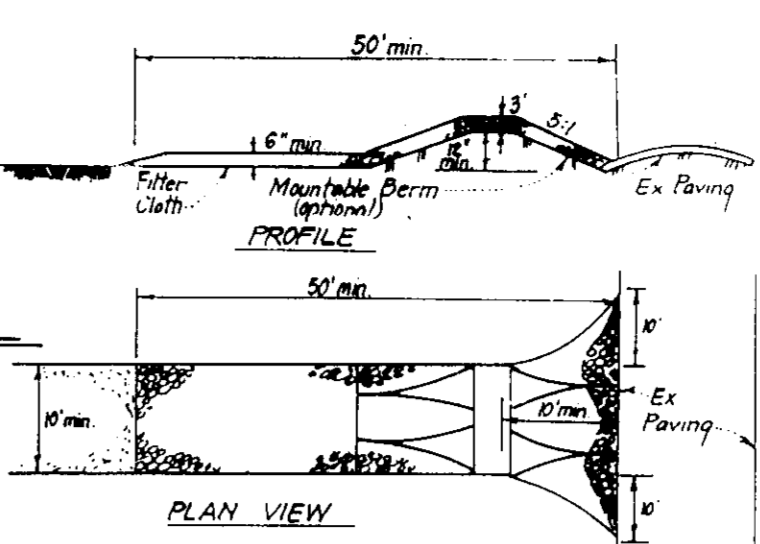 50' min.
6" min
3'
5:1
12"
min.
Filter
Cloth
Mountable Berm
(optional)
Ex Paving
PROFILE
50' min.
10'
10' min.
10' min
Ex
Paving
10'
PLAN VIEW